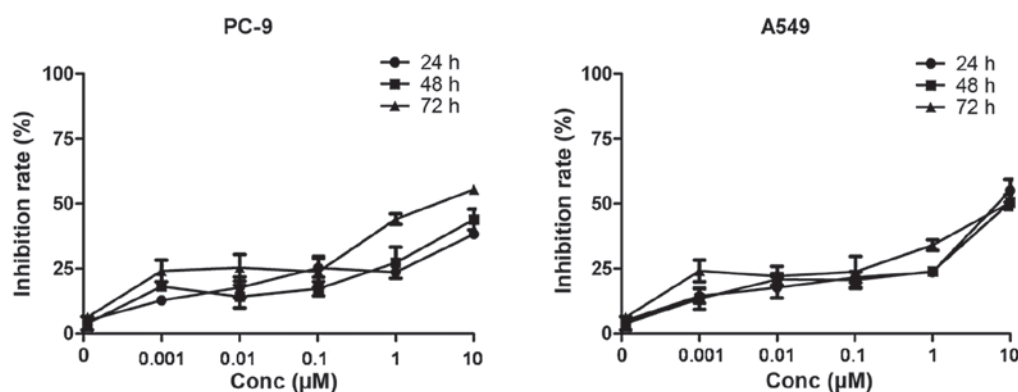 PC-9
24 h
48 h
72 h
Inhibition rate (%)
100
75
50
25
0
0 0.001 0.01 0.1 1 10
Conc (μM)
A549
24 h
48 h
72 h
Inhibition rate (%)
100
75
50
25
0
0 0.001 0.01 0.1 1 10
Conc (μM)